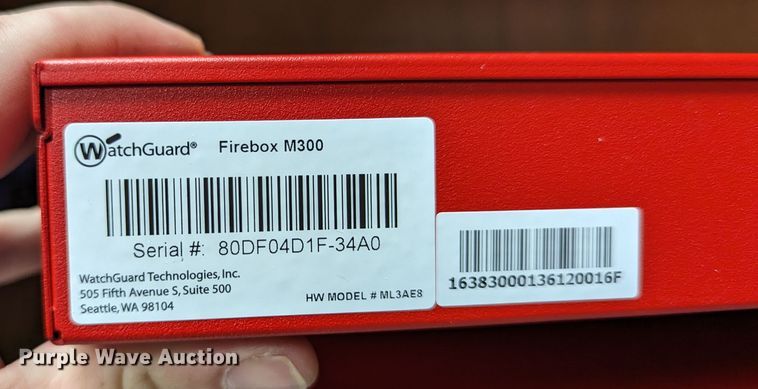 WatchGuard® Firebox M300
Serial #: 80DF04D1F-34A0
WatchGuard Technologies, Inc.
505 Fifth Avenue S, Suite 500
Seattle, WA 98104
HW MODEL # ML3AE8
16383000136120016F
Purple Wave Auction